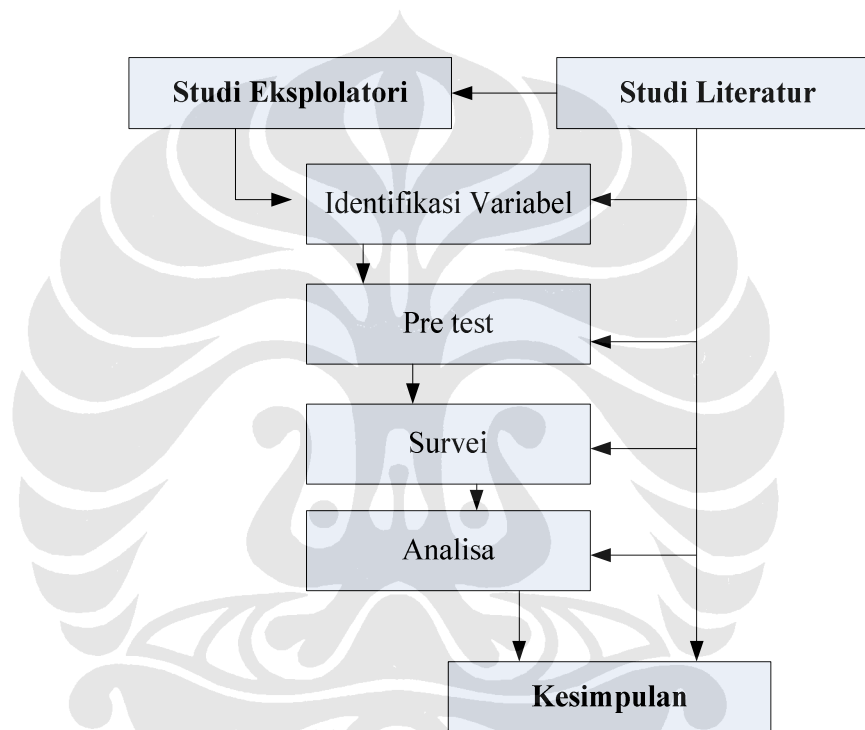 Studi Eksplolatori
Studi Literatur
Identifikasi Variabel
Pre test
Survei
Analisa
Kesimpulan